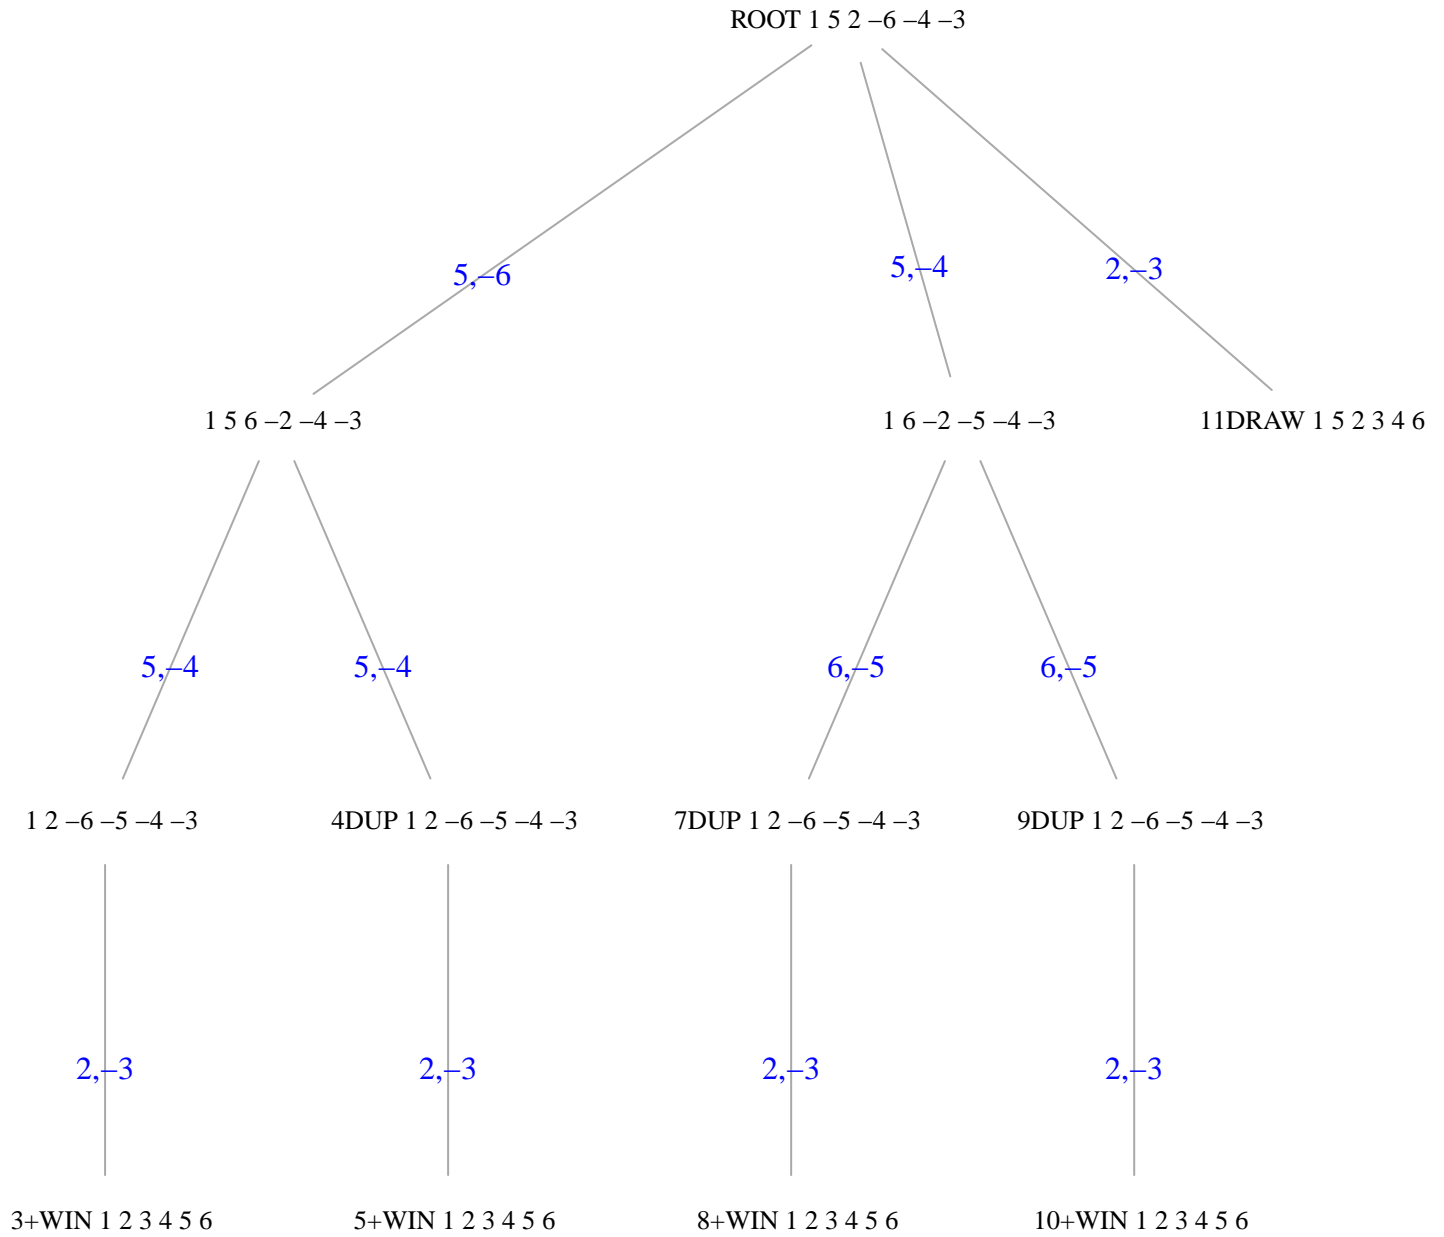 ROOT 1 5 2 –6 –4 –3
5,–6
5,–4
2,–3
1 5 6 –2 –4 –3
1 6 –2 –5 –4 –3
11DRAW 1 5 2 3 4 6
5,–4
5,–4
6,–5
6,–5
1 2 –6 –5 –4 –3
4DUP 1 2 –6 –5 –4 –3
7DUP 1 2 –6 –5 –4 –3
9DUP 1 2 –6 –5 –4 –3
2,–3
2,–3
2,–3
2,–3
3+WIN 1 2 3 4 5 6
5+WIN 1 2 3 4 5 6
8+WIN 1 2 3 4 5 6
10+WIN 1 2 3 4 5 6